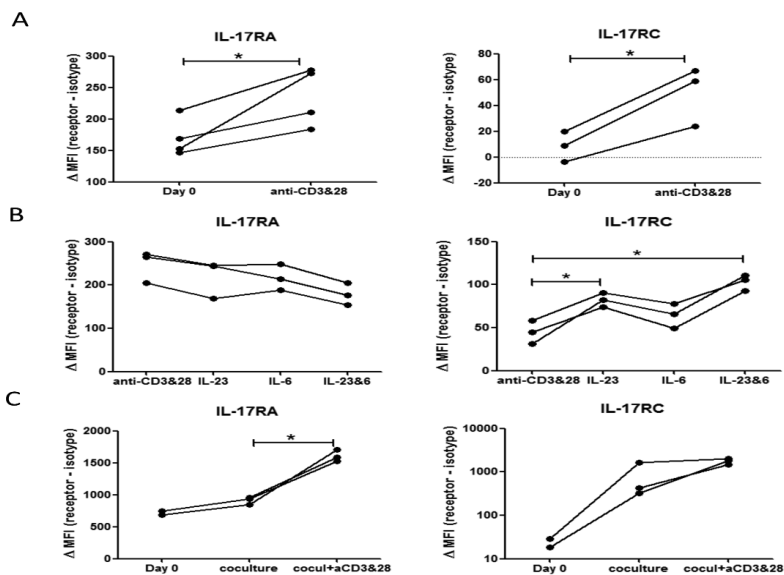 A
IL-17RA
Δ MFI (receptor - isotype)
300
250
200
150
100
*
Day 0
anti-CD3&28
IL-17RC
Δ MFI (receptor - isotype)
80
60
40
20
0
-20
*
Day 0
anti-CD3&28
B
IL-17RA
Δ MFI (receptor - isotype)
300
200
100
0
anti-CD3&28
IL-23
IL-6
IL-23&6
IL-17RC
Δ MFI (receptor - isotype)
150
100
50
0
*
*
anti-CD3&28
IL-23
IL-6
IL-23&6
C
IL-17RA
Δ MFI (receptor - isotype)
2000
1500
1000
500
0
*
Day 0
coculture
cocul+aCD3&28
IL-17RC
Δ MFI (receptor - isotype)
10000
1000
100
10
Day 0
coculture
cocul+aCD3&28